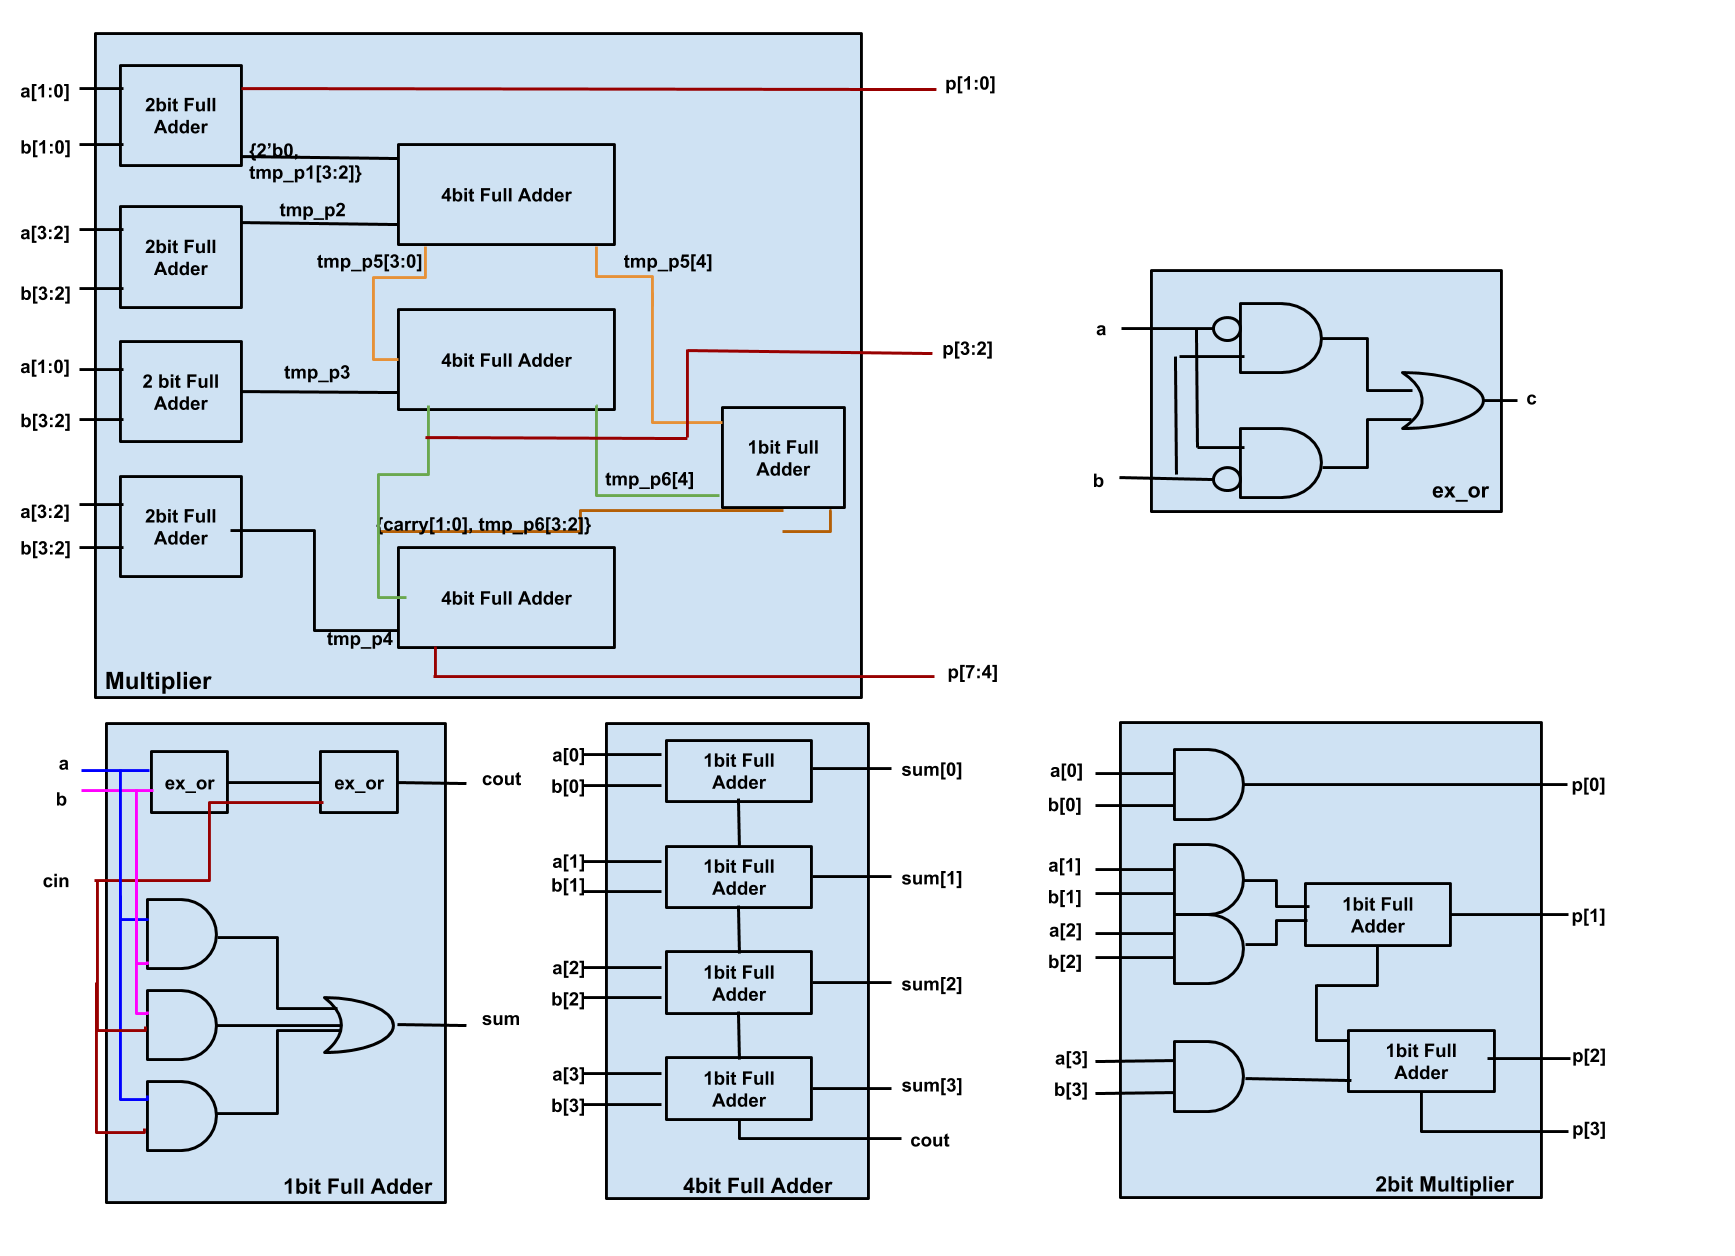 a[1:0]
b[1:0]
2bit Full
Adder
p[1:0]
{2’b0,
tmp_p1[3:2]}
4bit Full Adder
a[3:2]
b[3:2]
2bit Full
Adder
tmp_p2
tmp_p5[3:0]
tmp_p5[4]
a[1:0]
b[3:2]
2 bit Full
Adder
tmp_p3
4bit Full Adder
p[3:2]
1bit Full
Adder
tmp_p6[4]
a[3:2]
b[3:2]
2bit Full
Adder
{carry[1:0], tmp_p6[3:2]}
4bit Full Adder
tmp_p4
p[7:4]
Multiplier
a
b
c
ex_or
a
b
cin
ex_or
ex_or
cout
sum
1bit Full Adder
a[0]
b[0]
1bit Full
Adder
sum[0]
a[1]
b[1]
1bit Full
Adder
sum[1]
a[2]
b[2]
1bit Full
Adder
sum[2]
a[3]
b[3]
1bit Full
Adder
sum[3]
cout
4bit Full Adder
a[0]
b[0]
p[0]
a[1]
b[1]
a[2]
b[2]
1bit Full
Adder
p[1]
a[3]
b[3]
1bit Full
Adder
p[2]
p[3]
2bit Multiplier